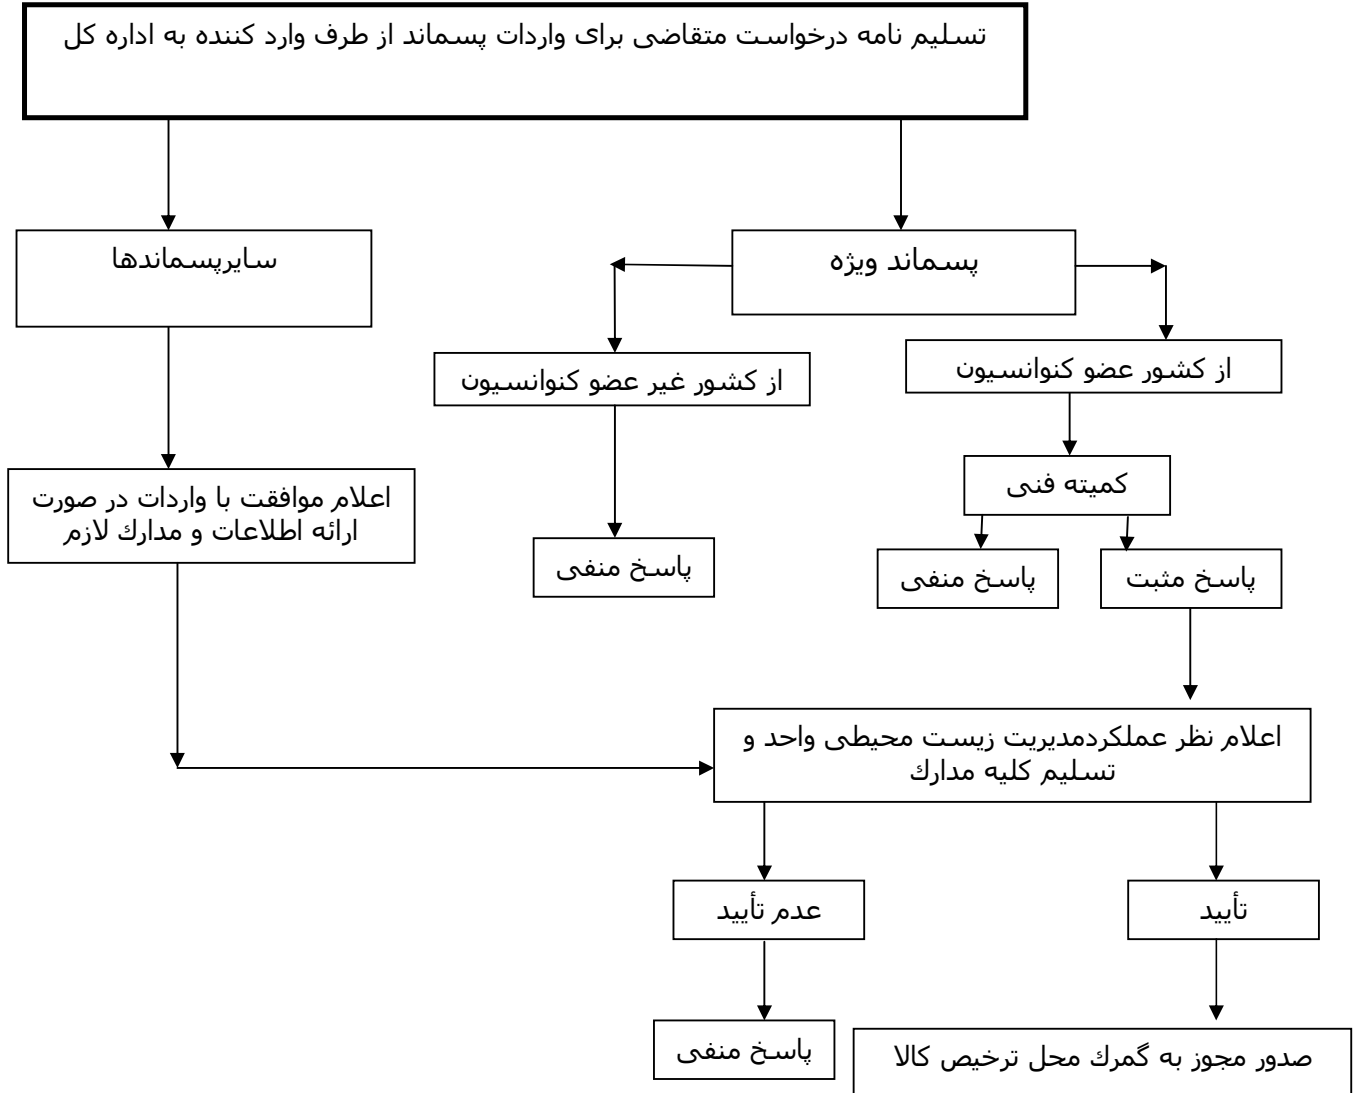 تسلیم نامه درخواست متقاضی برای واردات پسماند از طرف وارد کننده به اداره کل
پسماند ویژه
سایرپسماندها
از کشور عضو کنوانسیون
از کشور غیر عضو کنوانسیون
کمیته فنی
اعلام موافقت با واردات در صورت
ارائه اطلاعات و مدارك لازم
پاسخ مثبت
پاسخ منفی
پاسخ منفی
اعلام نظر عملکردمدیریت زیست محیطی واحد و
تسلیم کلیه مدارك
تأیید
عدم تأیید
صدور مجوز به گمرك محل ترخیص کالا
پاسخ منفی